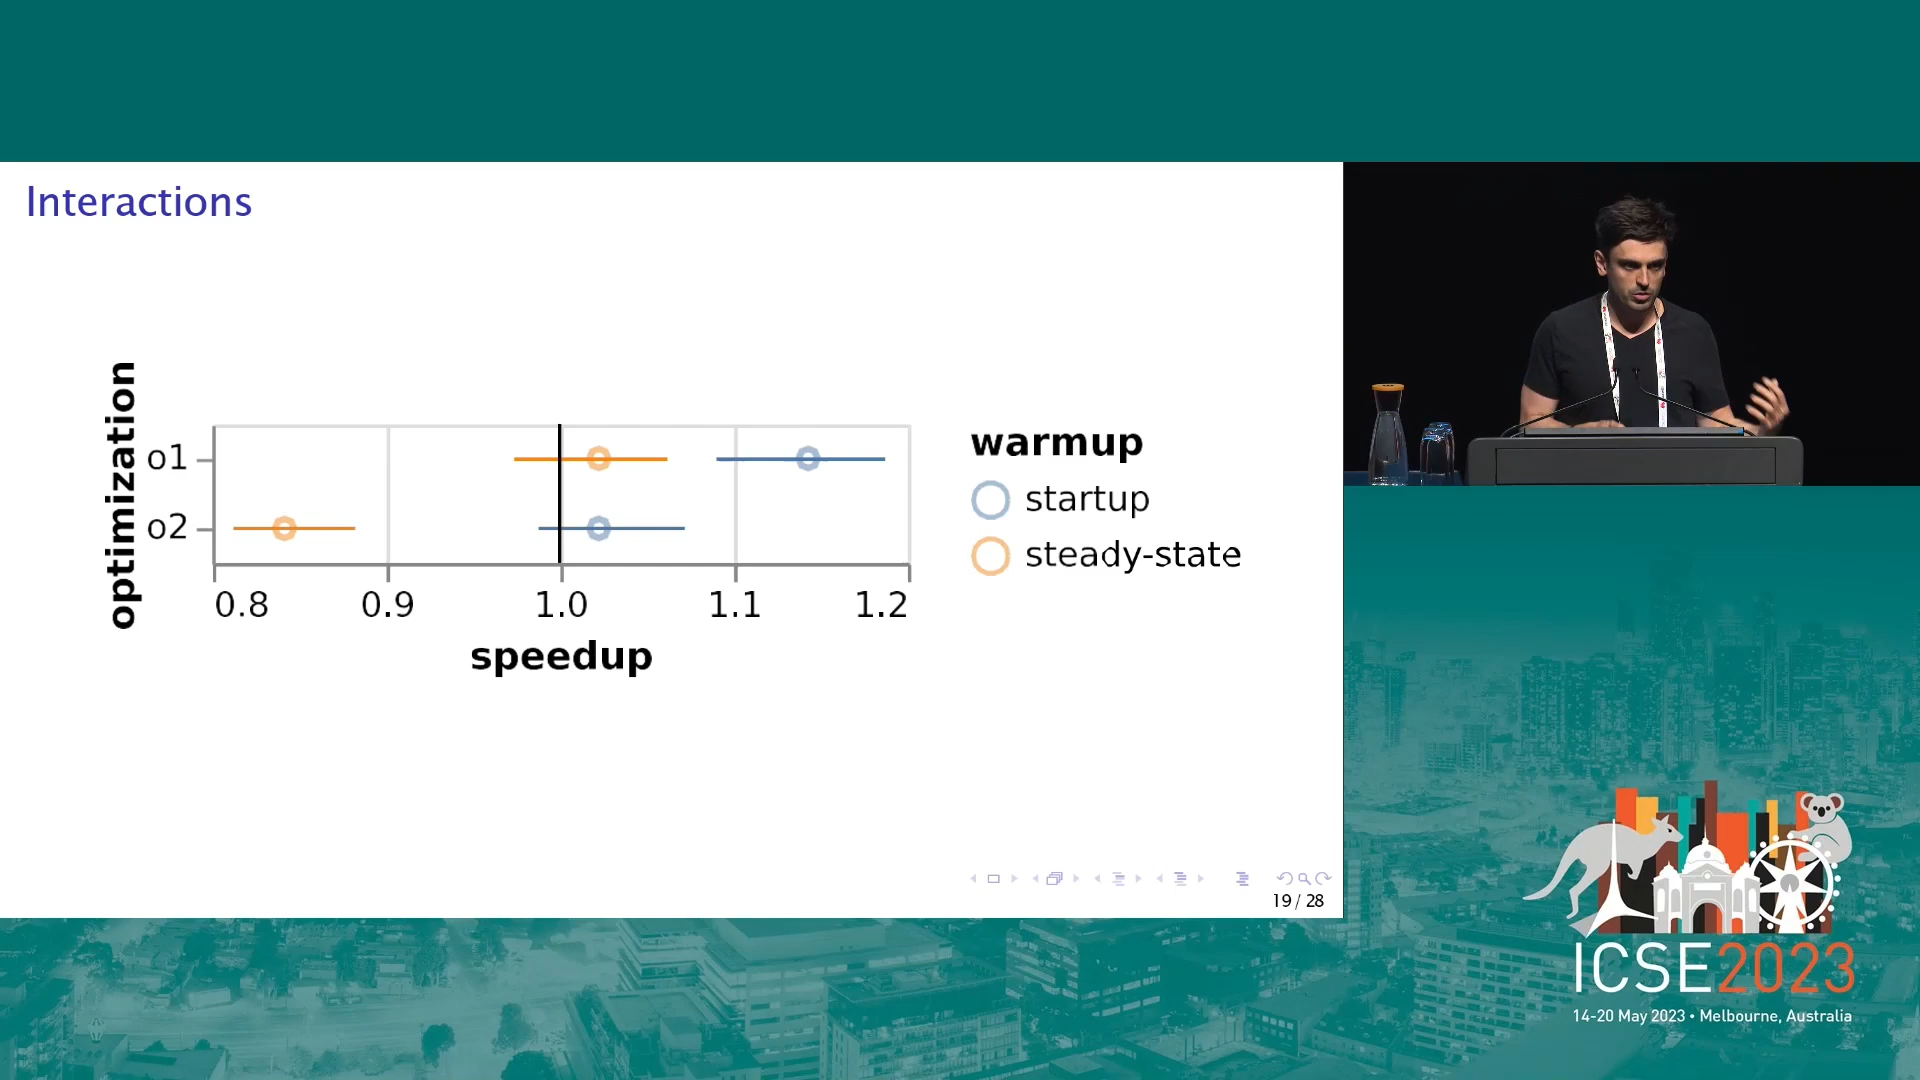 Interactions
optimization
o1
o2
0.8 0.9 1.0 1.1 1.2
speedup
warmup
startup
steady-state
19 / 28
ICSE2023
14-20 May 2023 • Melbourne, Australia